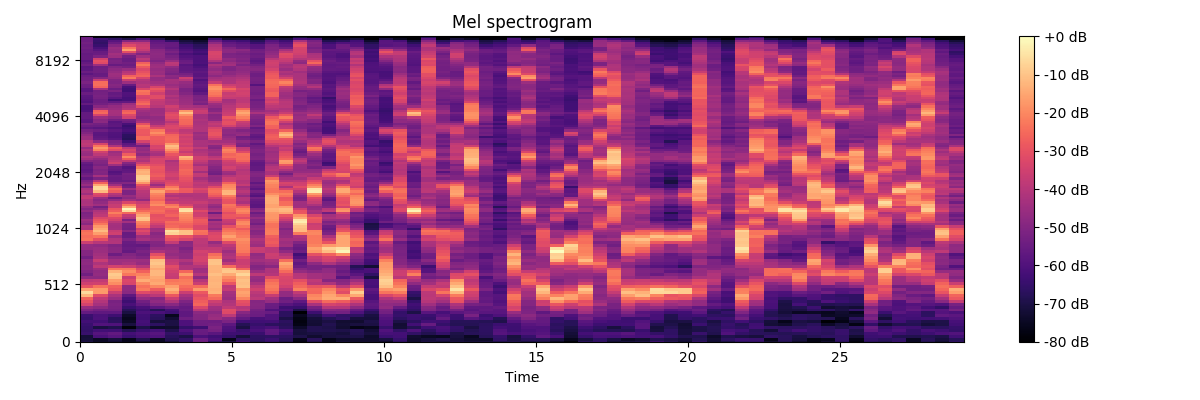 Mel spectrogram
8192
4096
2048
1024
512
0
Hz
0 5 10 15 20 25
Time
+0 dB
-10 dB
-20 dB
-30 dB
-40 dB
-50 dB
-60 dB
-70 dB
-80 dB